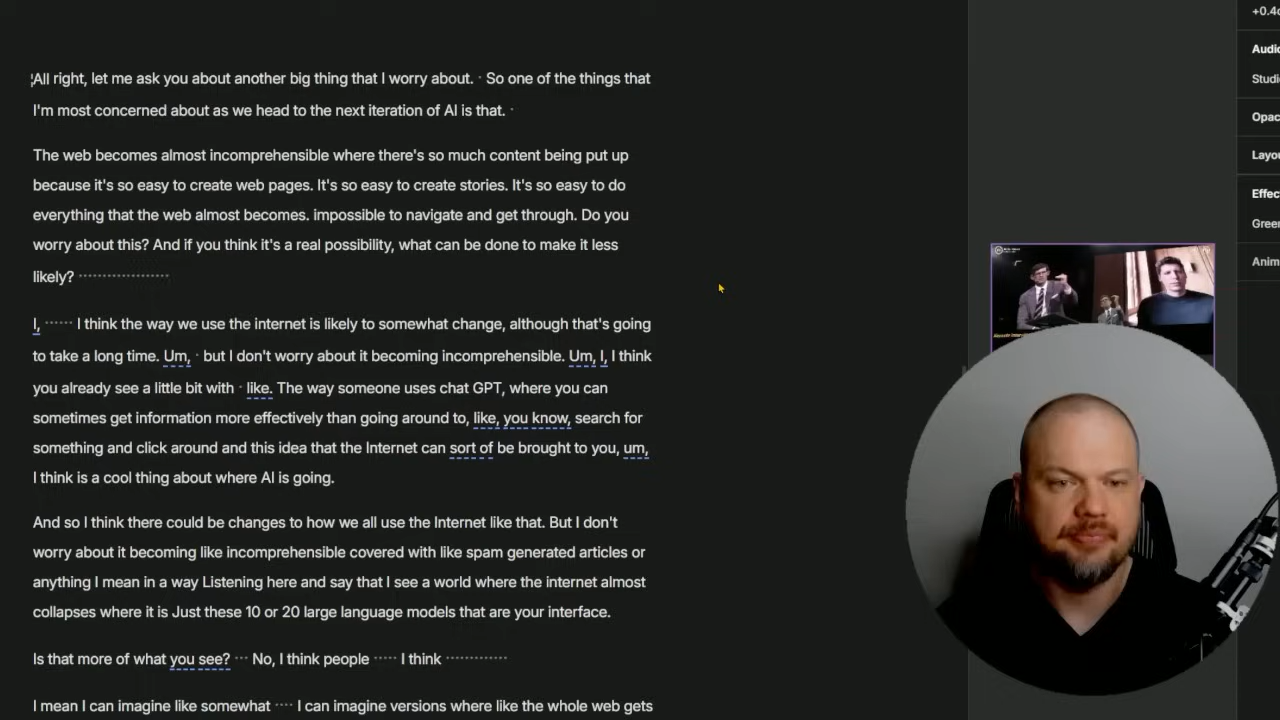 All right, let me ask you about another big thing that I worry about. · So one of the things that
I'm most concerned about as we head to the next iteration of AI is that. ·
The web becomes almost incomprehensible where there's so much content being put up
because it's so easy to create web pages. It's so easy to create stories. It's so easy to do
everything that the web almost becomes. impossible to navigate and get through. Do you
worry about this? And if you think it's a real possibility, what can be done to make it less
likely? ··················
I, ······ I think the way we use the internet is likely to somewhat change, although that's going
to take a long time. Um, · but I don't worry about it becoming incomprehensible. Um, I, I think
you already see a little bit with · like. The way someone uses chat GPT, where you can
sometimes get information more effectively than going around to, like, you know, search for
something and click around and this idea that the Internet can sort of be brought to you, um,
I think is a cool thing about where AI is going.
And so I think there could be changes to how we all use the Internet like that. But I don't
worry about it becoming like incomprehensible covered with like spam generated articles or
anything I mean in a way Listening here and say that I see a world where the internet almost
collapses where it is Just these 10 or 20 large language models that are your interface.
Is that more of what you see? ··· No, I think people ····· I think ·············
I mean I can imagine like somewhat ···· I can imagine versions where like the whole web gets
Audio
Studi
Opac
Layou
Effec
Green
Anim